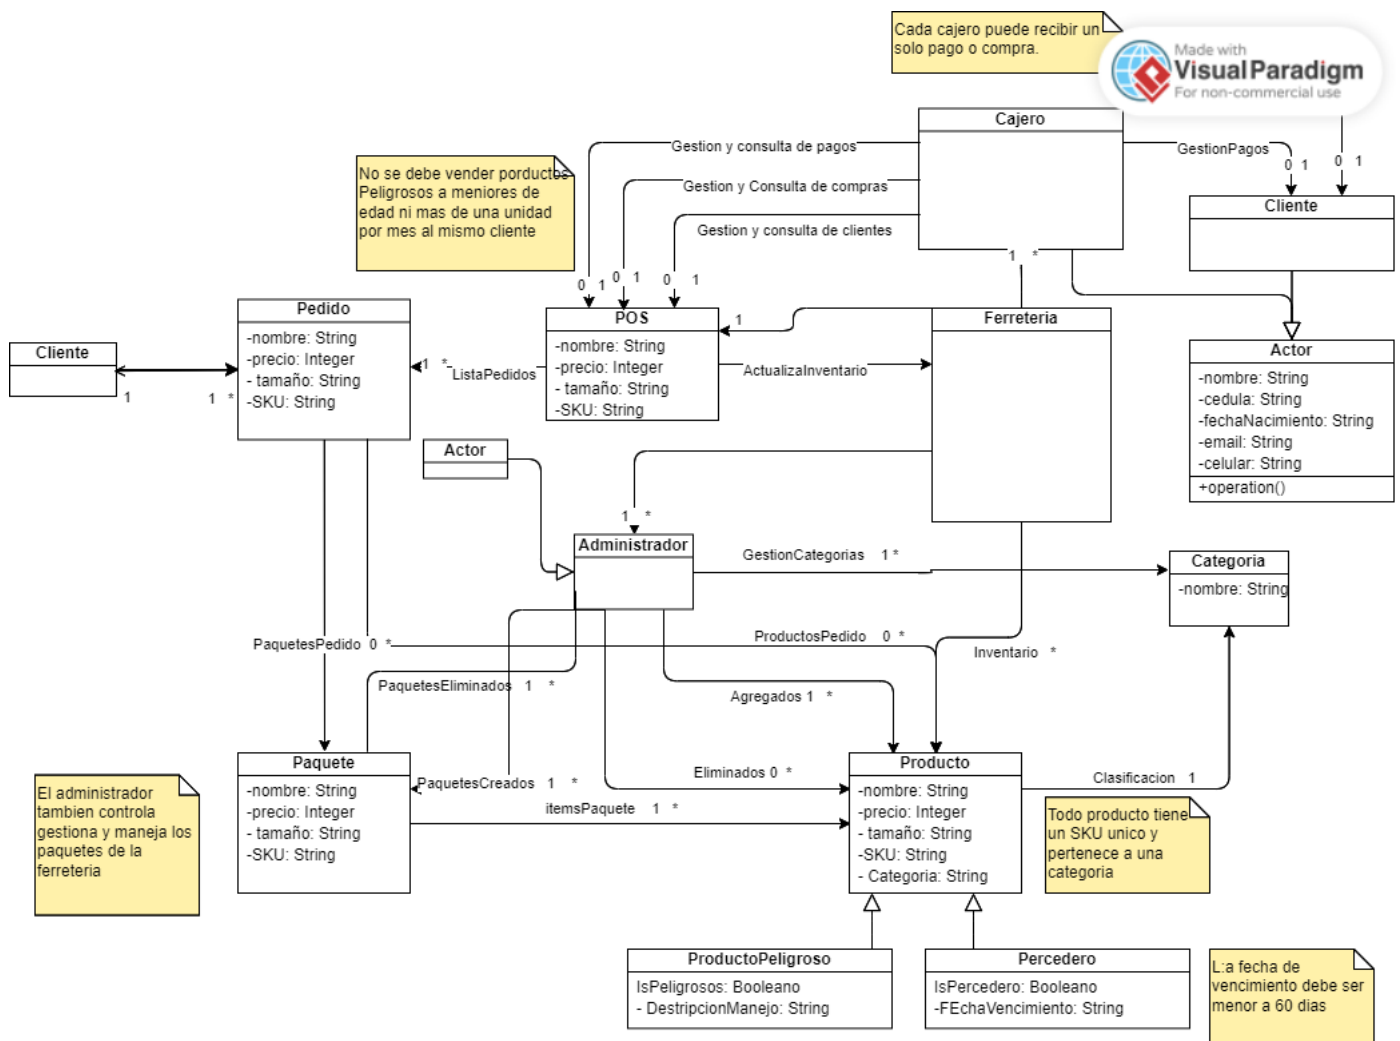 Cada cajero puede recibir un
solo pago o compra.
Made with
Visual Paradigm
For non-commercial use
Cajero
Gestion y consulta de pagos
GestionPagos
0 1
0 1
No se debe vender porductos
Peligrosos a meniores de
edad ni mas de una unidad
por mes al mismo cliente
Gestion y Consulta de compras
Cliente
Gestion y consulta de clientes
1 *
0 1
0 1
0 1
Pedido
-nombre: String
-precio: Integer
- tamaño: String
-SKU: String
POS
-nombre: String
-precio: Integer
- tamaño: String
-SKU: String
1
Ferreteria
Cliente
1
1 *
1 *
ListaPedidos
ActualizaInventario
Actor
-nombre: String
-cedula: String
-fechaNacimiento: String
-email: String
-celular: String
+operation()
Actor
1 *
Administrador
GestionCategorias 1 *
Categoria
-nombre: String
PaquetesPedido 0 *
ProductosPedido 0 *
Inventario *
PaquetesEliminados 1 *
Agregados 1 *
Paquete
-nombre: String
-precio: Integer
- tamaño: String
-SKU: String
PaquetesCreados 1 *
Eliminados 0 *
itemsPaquete 1 *
Producto
-nombre: String
-precio: Integer
- tamaño: String
-SKU: String
- Categoria: String
Clasificacion 1
El administrador
tambien controla
gestiona y maneja los
paquetes de la
ferreteria
Todo producto tiene
un SKU unico y
pertenece a una
categoria
ProductoPeligroso
IsPeligrosos: Booleano
- DestripcionManejo: String
Percedero
IsPercedero: Booleano
-FEchaVencimiento: String
L:a fecha de
vencimiento debe ser
menor a 60 dias